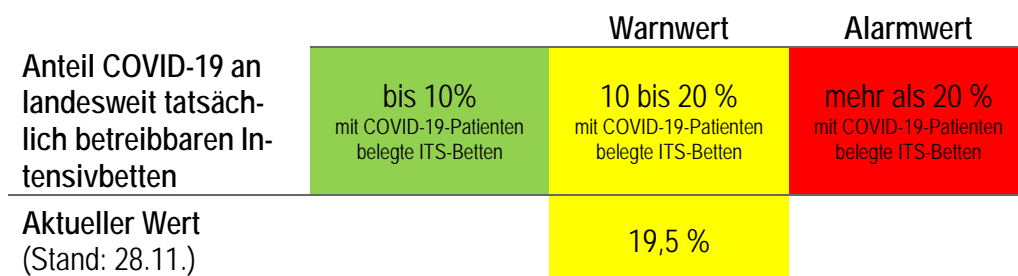 Warnwert Alarmwert
Anteil COVID-19 an
landesweit tatsäch-
lich betreibbaren In-
tensivbetten
bis 10%
mit COVID-19-Patienten
belegte ITS-Betten
10 bis 20 %
mit COVID-19-Patienten
belegte ITS-Betten
mehr als 20 %
mit COVID-19-Patienten
belegte ITS-Betten
Aktueller Wert
(Stand: 28.11.)
19,5 %